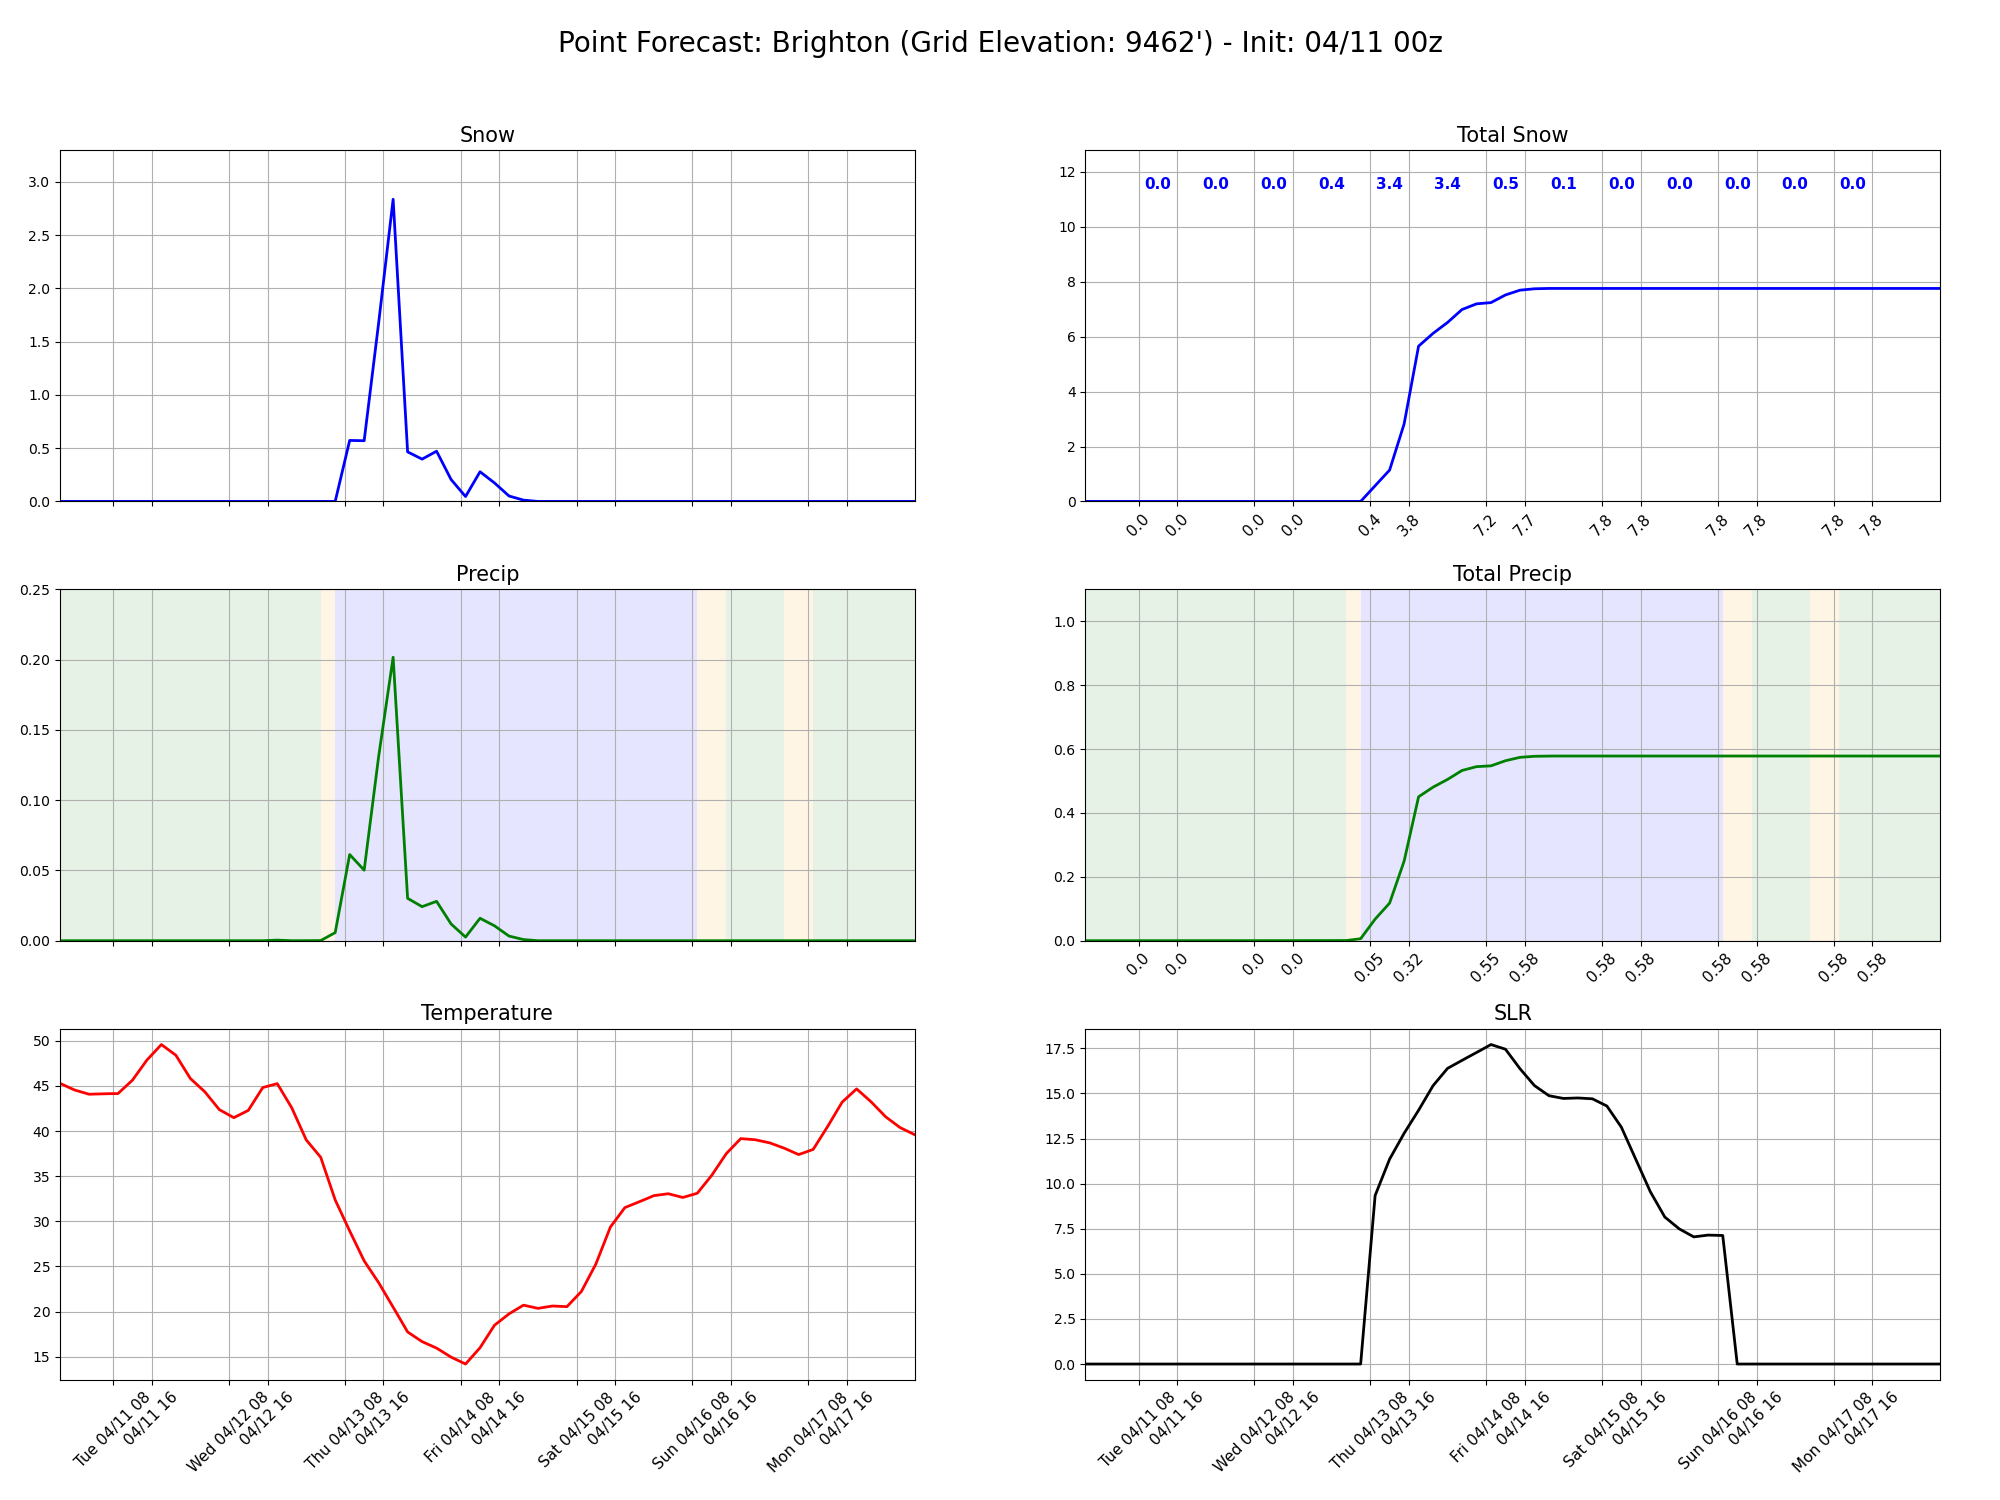 Point Forecast: Brighton (Grid Elevation: 9462') - Init: 04/11 00z
Snow
3.0
2.5
2.0
1.5
1.0
0.5
0.0
Total Snow
12
10
8
6
4
2
0
0.0 0.0 0.0 0.4 3.4 3.4 0.5 0.1 0.0 0.0 0.0 0.0 0.0
0.0 0.0 0.0 0.0 0.4 3.8 7.2 7.7 7.8 7.8 7.8 7.8 7.8 7.8
Precip
0.25
0.20
0.15
0.10
0.05
0.00
Total Precip
1.0
0.8
0.6
0.4
0.2
0.0
0.0 0.0 0.0 0.0 0.05 0.32 0.55 0.58 0.58 0.58 0.58 0.58 0.58 0.58
Temperature
50
45
40
35
30
25
20
15
Tue 04/11 08
04/11 16
Wed 04/12 08
04/12 16
Thu 04/13 08
04/13 16
Fri 04/14 08
04/14 16
Sat 04/15 08
04/15 16
Sun 04/16 08
04/16 16
Mon 04/17 08
04/17 16
SLR
17.5
15.0
12.5
10.0
7.5
5.0
2.5
0.0
Tue 04/11 08
04/11 16
Wed 04/12 08
04/12 16
Thu 04/13 08
04/13 16
Fri 04/14 08
04/14 16
Sat 04/15 08
04/15 16
Sun 04/16 08
04/16 16
Mon 04/17 08
04/17 16